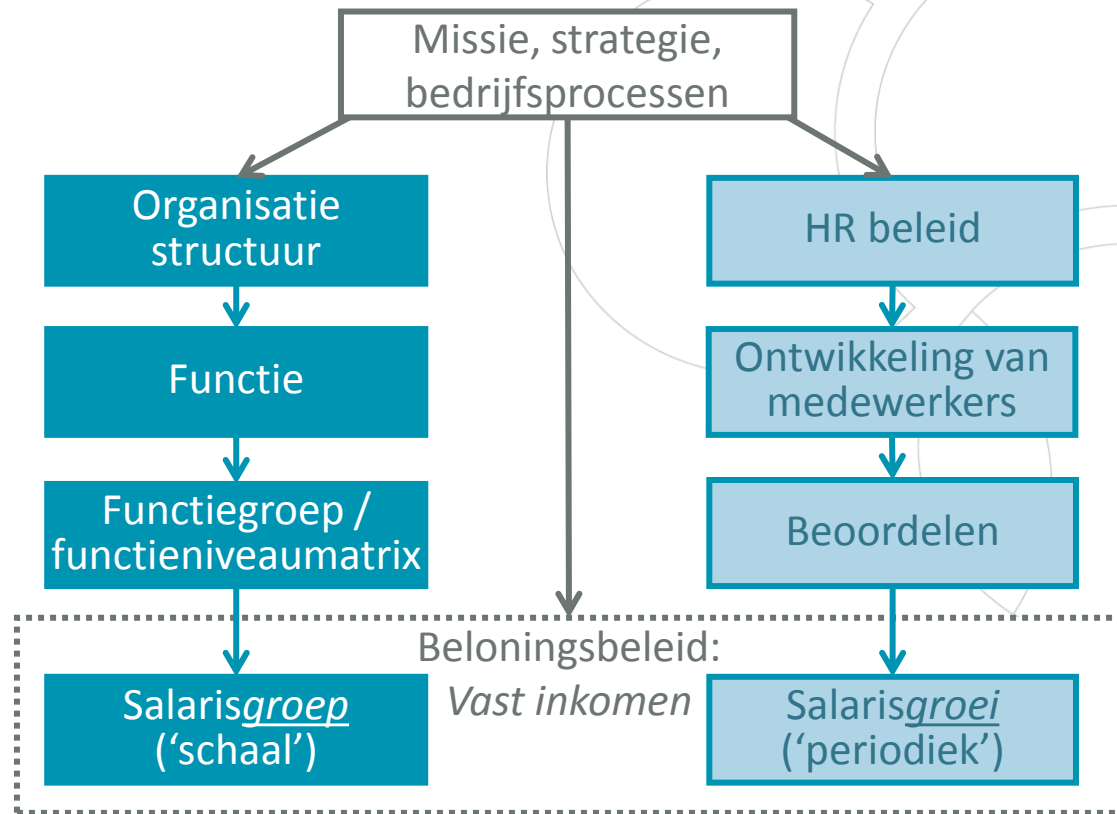 Missie, strategie,
bedrijfsprocessen
Organisatie
structuur
Functie
Functiegroep /
functieniveaumatrix
HR beleid
Ontwikkeling van
medewerkers
Beoordelen
Beloningsbeleid:
Vast inkomen
Salarisgroep
(‘schaal’)
Salarisgroei
(‘periodiek’)